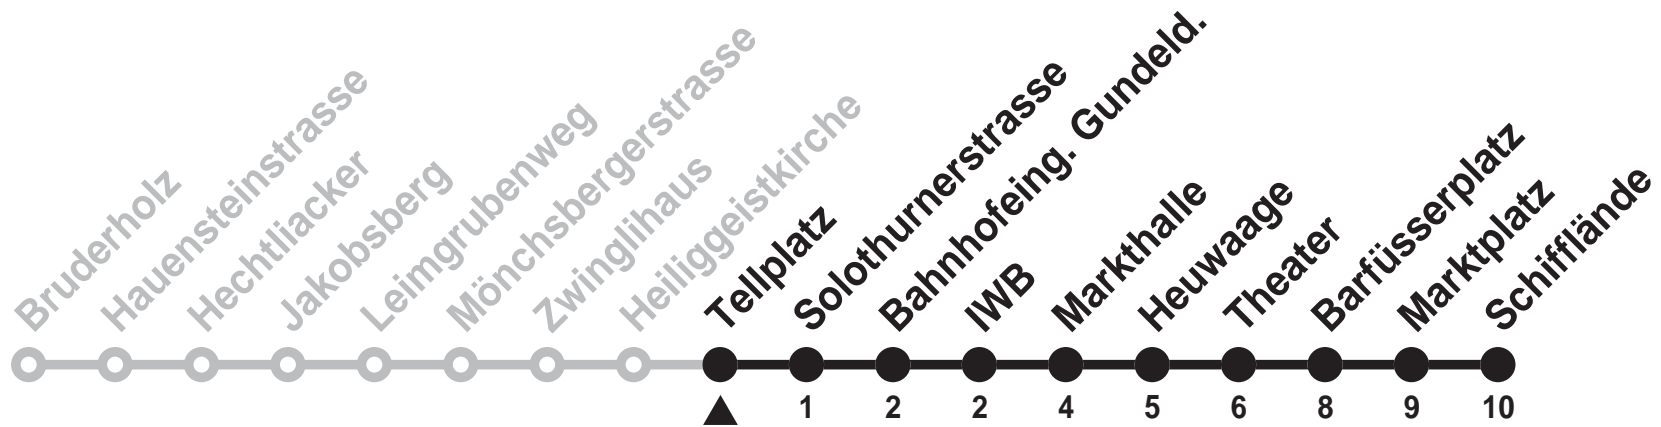 Bruderholz
Hauensteinstrasse
Hechtliacker
Jakobsberg
Leimgrubenweg
Mönchsbergerstrasse
Zwinglihaus
Heiliggeistkirche
Tellplatz
Solothurnerstrasse
Bahnhofeing. Gundeld.
IWB
Markthalle
Heuwaage
Theater
Barfüsserplatz
Marktplatz
Schifflände
1 2 2 4 5 6 8 9 10